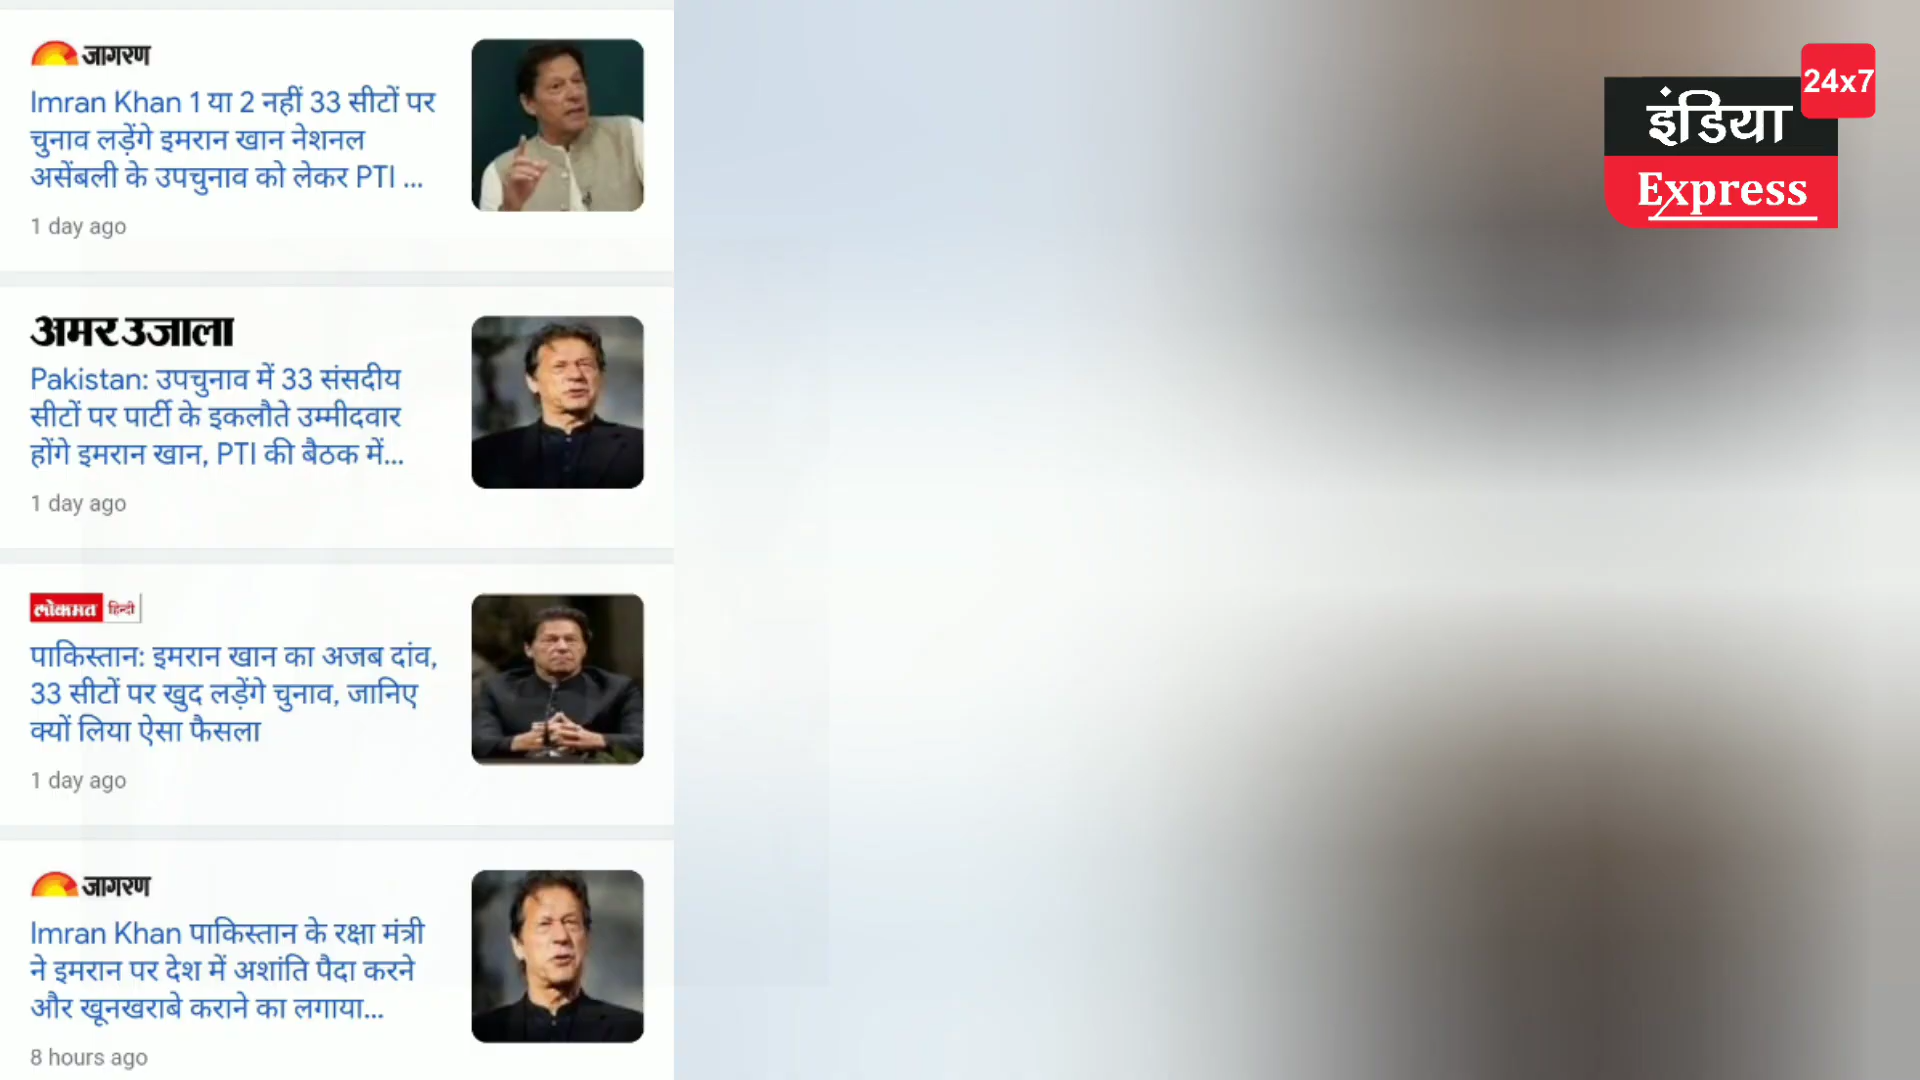 जागरण
Imran Khan 1 या 2 नहीं 33 सीटों पर
चुनाव लड़ेंगे इमरान खान नेशनल
असेंबली के उपचुनाव को लेकर PTI ...
1 day ago
अमर उजाला
Pakistan: उपचुनाव में 33 संसदीय
सीटों पर पार्टी के इकलौते उम्मीदवार
होंगे इमरान खान, PTI की बैठक में...
1 day ago
लोकमत हिन्दी
पाकिस्तान: इमरान खान का अजब दांव,
33 सीटों पर खुद लड़ेंगे चुनाव, जानिए
क्यों लिया ऐसा फैसला
1 day ago
जागरण
Imran Khan पाकिस्तान के रक्षा मंत्री
ने इमरान पर देश में अशांति पैदा करने
और खूनखराबे कराने का लगाया...
8 hours ago
24x7
इंडिया
Express